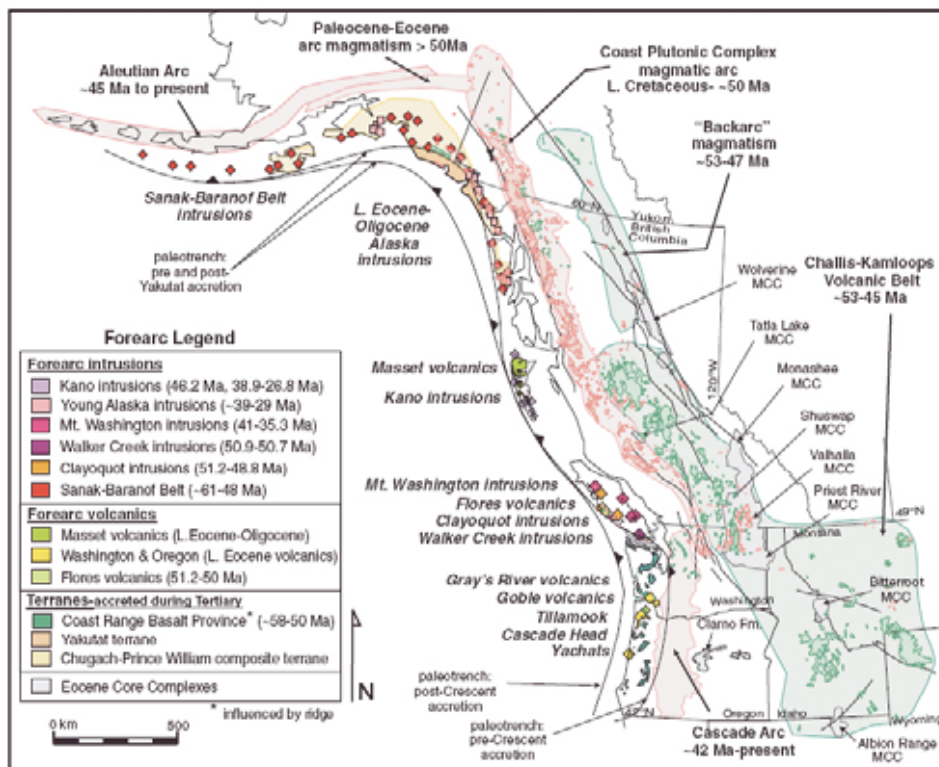 Paleocene-Eocene
arc magmatism > 50Ma
Aleutian Arc
~45 Ma to present
Coast Plutonic Complex
magmatic arc
L. Cretaceous- ~50 Ma
"Backarc"
magmatism
~53-47 Ma
Sanak-Baranof Belt
intrusions
L. Eocene-
Oligocene
Alaska
intrusions
60°N
Yukon
British
Columbia
paleotrench:
pre and post-
Yakutat accretion
Challis-Kamloops
Volcanic Belt
~53-45 Ma
Wolverine
MCC
Tatla Lake
MCC
120°W
Monashee
MCC
Shuswap
MCC
Valhalla
MCC
Priest River
MCC
49°N
Montana
Masset volcanics
Kano intrusions
Mt. Washington intrusions
Flores volcanics
Clayoquot intrusions
Walker Creek intrusions
Gray's River volcanics
Goble volcanics
Tillamook
Cascade Head
Yachats
Washington
Clarno Fm.
Bitterroot
MCC
paleotrench:
post-Crescent
accretion
paleotrench:
pre-Crescent
accretion
42°N
Oregon
Idaho
Wyoming
Cascade Arc
~42 Ma-present
Albion Range
MCC
Forearc Legend
Forearc intrusions
Kano intrusions (46.2 Ma, 38.9-26.8 Ma)
Young Alaska intrusions (~39-29 Ma)
Mt. Washington intrusions (41-35.3 Ma)
Walker Creek intrusions (50.9-50.7 Ma)
Clayoquot intrusions (51.2-48.8 Ma)
Sanak-Baranof Belt (~61-48 Ma)
Forearc volcanics
Masset volcanics (L. Eocene-Oligocene)
Washington & Oregon (L. Eocene volcanics)
Flores volcanics (51.2-50 Ma)
Terranes-accreted during Tertiary
Coast Range Basalt Province* (~58-50 Ma)
Yakutat terrane
Chugach-Prince William composite terrane
Eocene Core Complexes
* influenced by ridge
0 km
500
N